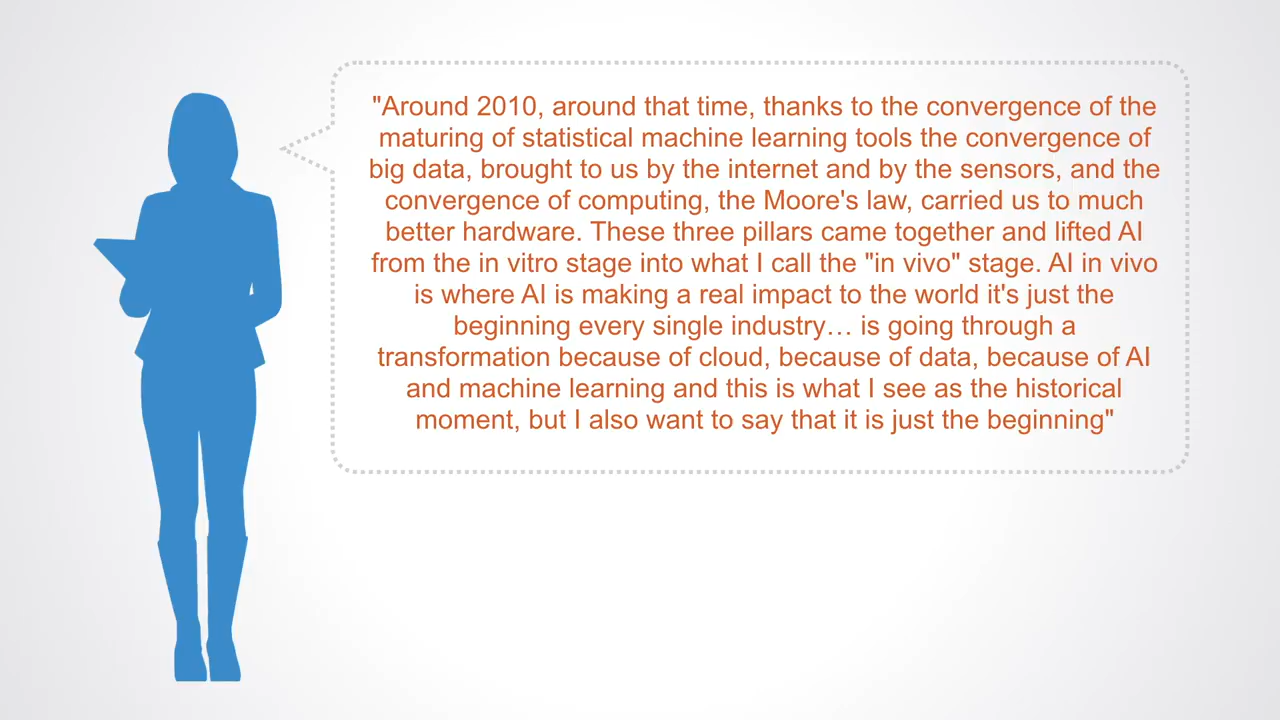 "Around 2010, around that time, thanks to the convergence of the
maturing of statistical machine learning tools the convergence of
big data, brought to us by the internet and by the sensors, and the
convergence of computing, the Moore's law, carried us to much
better hardware. These three pillars came together and lifted AI
from the in vitro stage into what I call the "in vivo" stage. AI in vivo
is where AI is making a real impact to the world it's just the
beginning every single industry… is going through a
transformation because of cloud, because of data, because of AI
and machine learning and this is what I see as the historical
moment, but I also want to say that it is just the beginning"